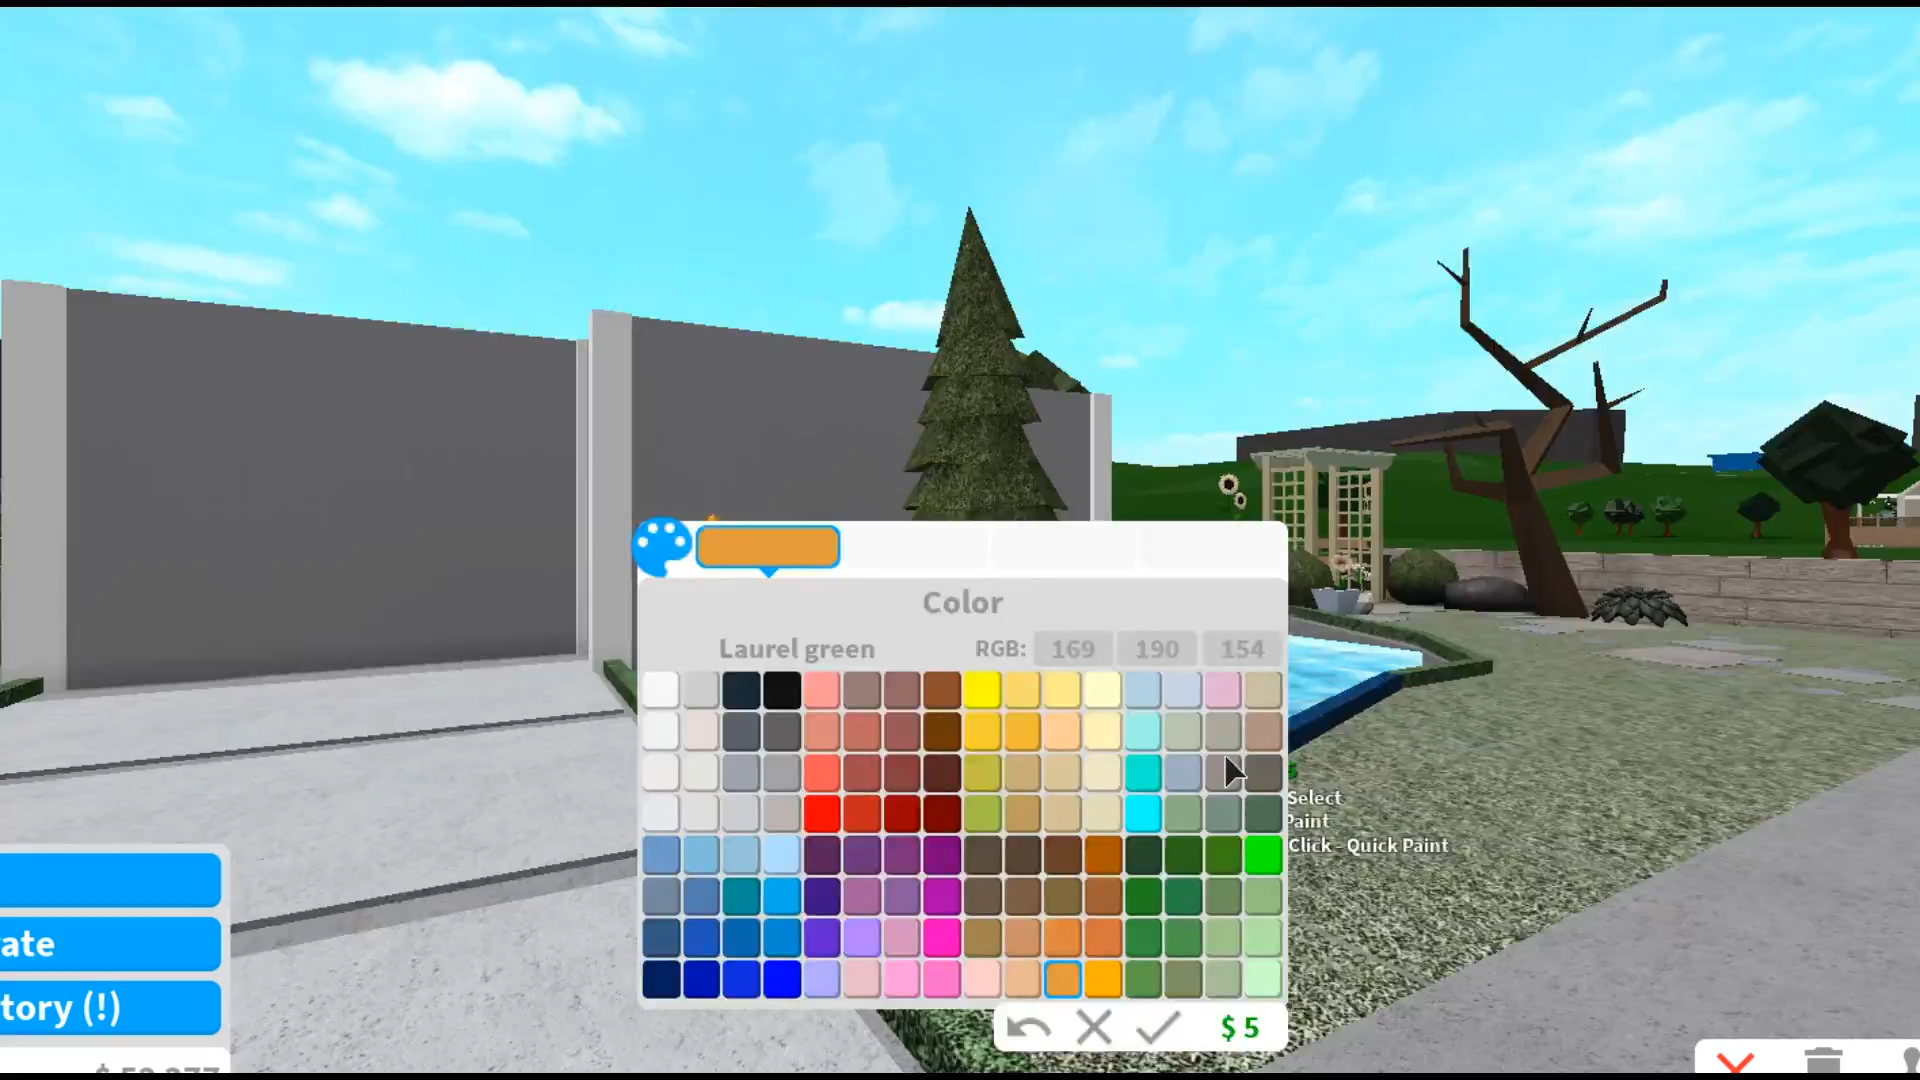 Color
Laurel green RGB: 169 190 154
Select
Paint
Click - Quick Paint
ate
tory (!)
$ 5